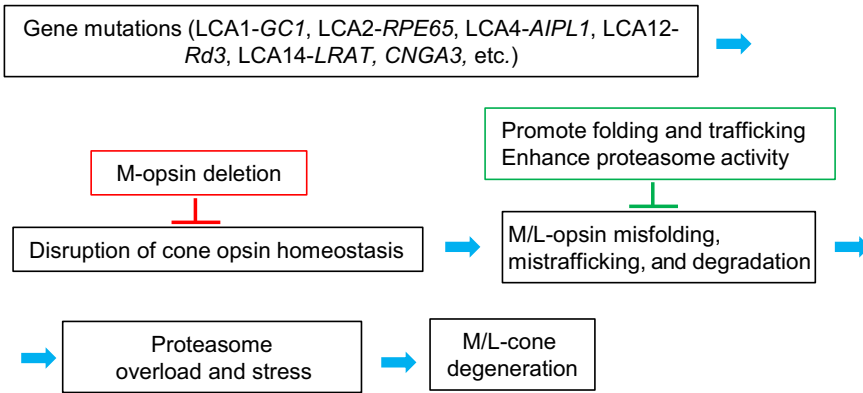 Gene mutations (LCA1-GC1, LCA2-RPE65, LCA4-AIPL1, LCA12-
Rd3, LCA14-LRAT, CNGA3, etc.)
Promote folding and trafficking
Enhance proteasome activity
M-opsin deletion
Disruption of cone opsin homeostasis
M/L-opsin misfolding,
mistrafficking, and degradation
Proteasome
overload and stress
M/L-cone
degeneration